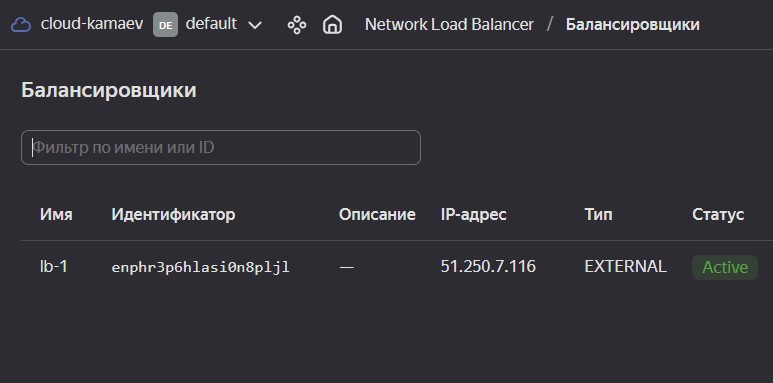 cloud-kamaev DE default Network Load Balancer / Балансировщики
Балансировщики
Фильтр по имени или ID
Имя Идентификатор Описание IP-адрес Тип Статус
lb-1 enphr3p6hlasi0n8pljl — 51.250.7.116 EXTERNAL Active